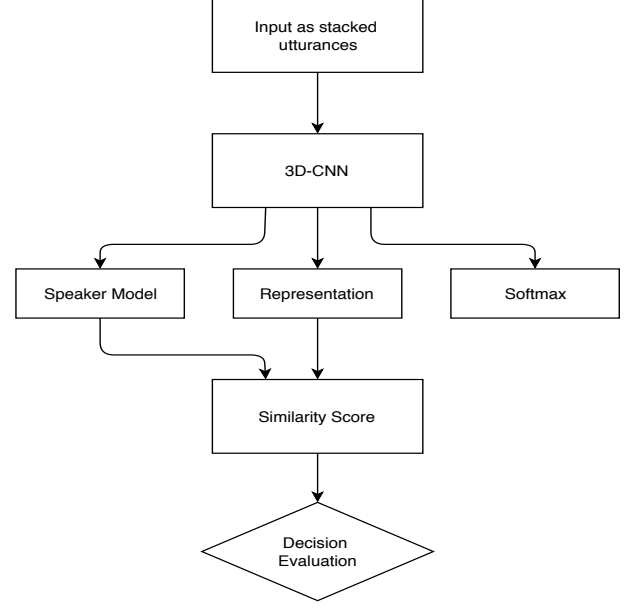 Input as stacked
utturances
3D-CNN
Speaker Model
Representation
Softmax
Similarity Score
Decision
Evaluation